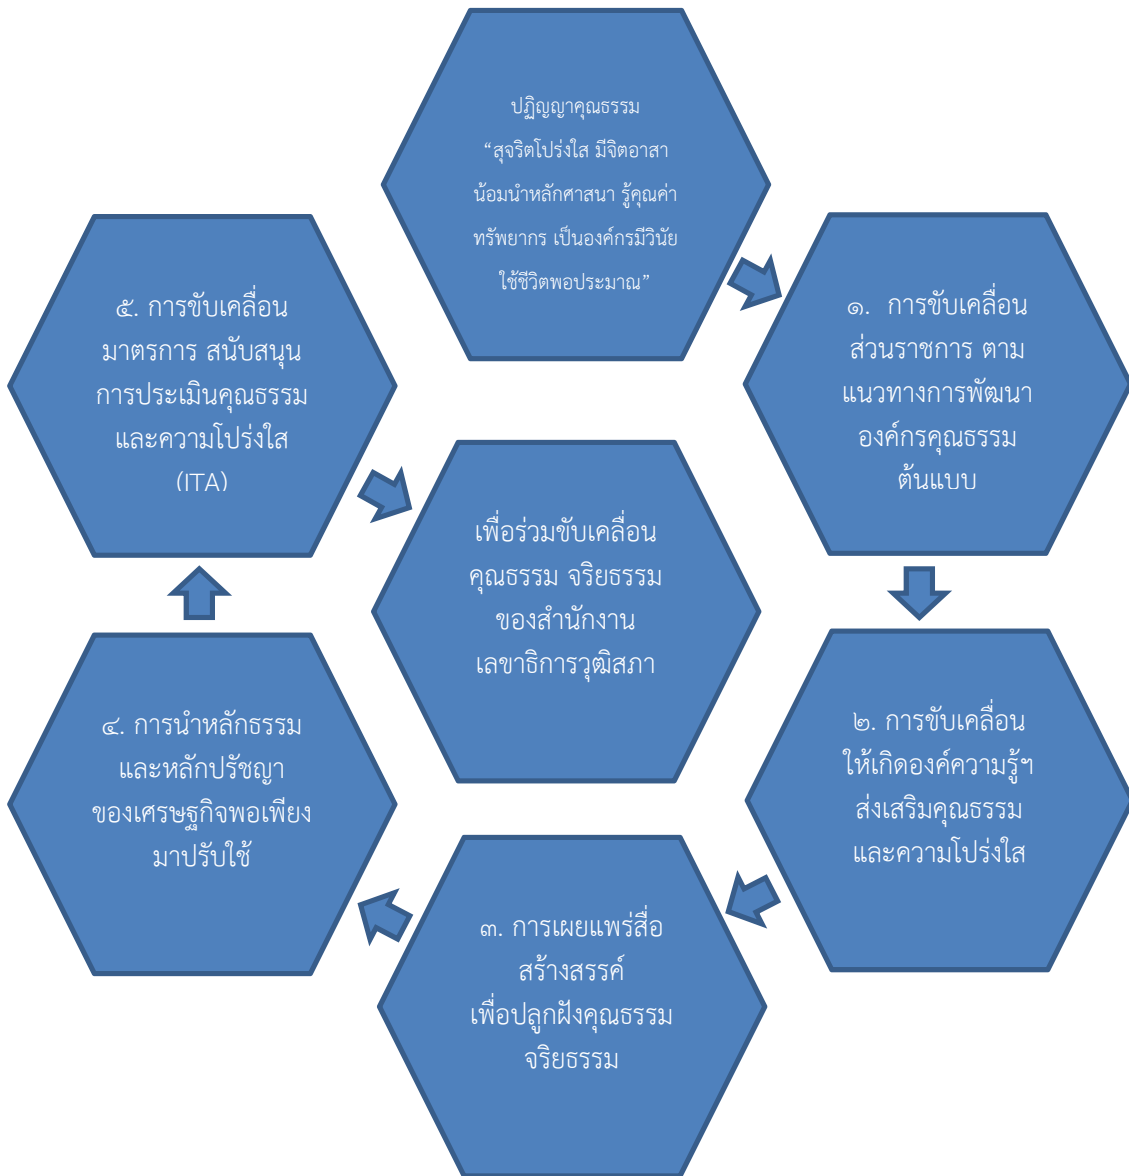 ปฏิญญาคุณธรรม
“สุจริตโปร่งใส มีจิตอาสา
น้อมนำหลักศาสนา รู้คุณค่า
ทรัพยากร เป็นองค์กรมีวินัย
ใช้ชีวิตพอประมาณ”
๑.  การขับเคลื่อน
ส่วนราชการ ตาม
แนวทางการพัฒนา
องค์กรคุณธรรม
ต้นแบบ
๒. การขับเคลื่อน
ให้เกิดองค์ความรู้ฯ
ส่งเสริมคุณธรรม
และความโปร่งใส
๓. การเผยแพร่สื่อ
สร้างสรรค์
เพื่อปลูกฝังคุณธรรม
จริยธรรม
๔. การนำหลักธรรม
และหลักปรัชญา
ของเศรษฐกิจพอเพียง
มาปรับใช้
๕. การขับเคลื่อน
มาตรการ สนับสนุน
การประเมินคุณธรรม
และความโปร่งใส
(ITA)
เพื่อร่วมขับเคลื่อน
คุณธรรม จริยธรรม
ของสำนักงาน
เลขาธิการวุฒิสภา